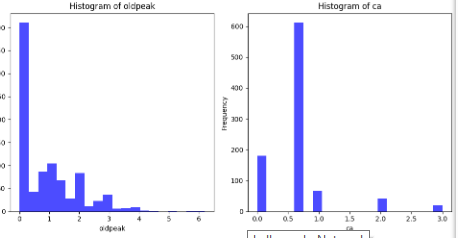 Histogram of oldpeak
0 1 2 3 4 5 6
oldpeak
Histogram of ca
600
500
400
300
200
100
0
Frequency
0.0 0.5 1.0 1.5 2.0 2.5 3.0
ca